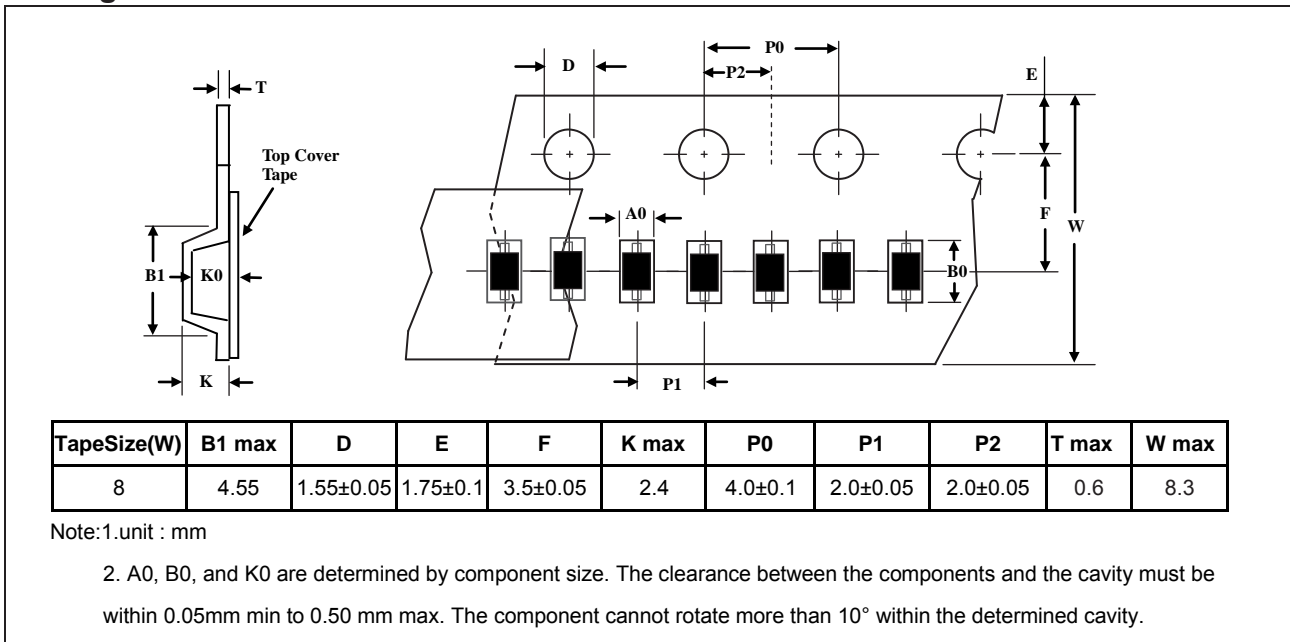 P0
D
P2
E
T
Top Cover
Tape
A0
F
W
B1
K0
B0
K
P1
TapeSize(W) B1 max D E F K max P0 P1 P2 T max W max
8 4.55 1.55±0.05 1.75±0.1 3.5±0.05 2.4 4.0±0.1 2.0±0.05 2.0±0.05 0.6 8.3
Note:1.unit : mm
2. A0, B0, and K0 are determined by component size. The clearance between the components and the cavity must be
within 0.05mm min to 0.50 mm max. The component cannot rotate more than 10° within the determined cavity.